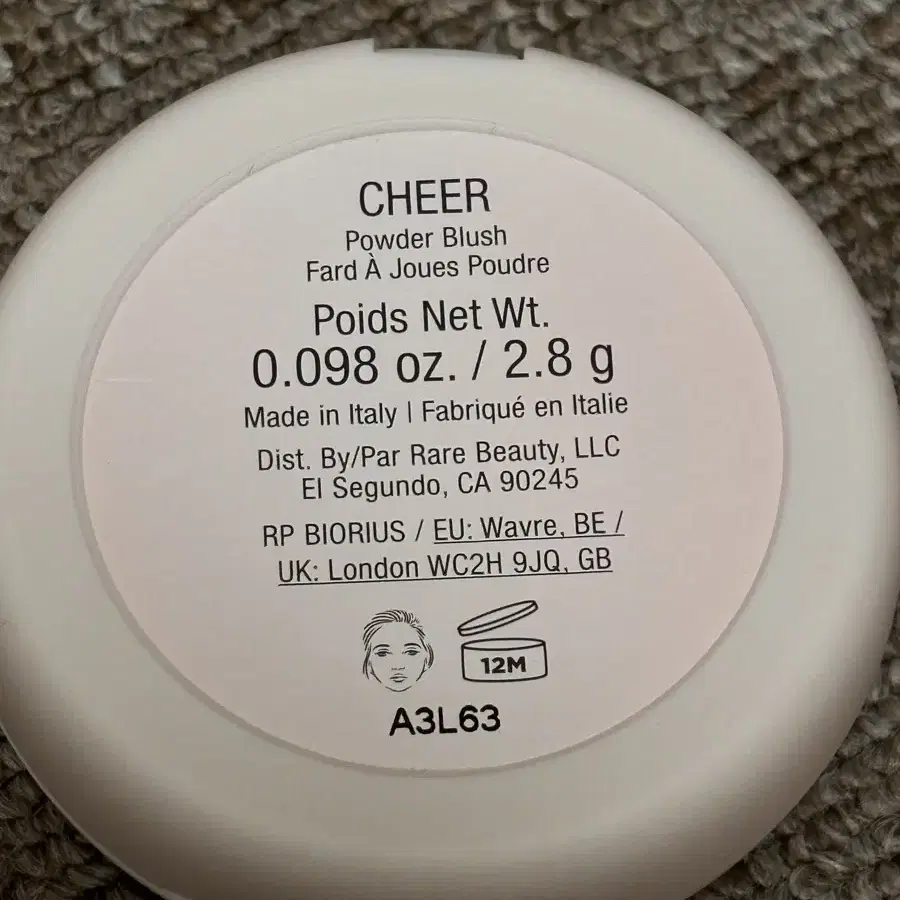 CHEER
Powder Blush
Fard À Joues Poudre
Poids Net Wt.
0.098 oz. / 2.8 g
Made in Italy | Fabriqué en Italie
Dist. By/Par Rare Beauty, LLC
El Segundo, CA 90245
RP BIORIUS / EU: Wavre, BE /
UK: London WC2H 9JQ, GB
12M
A3L63